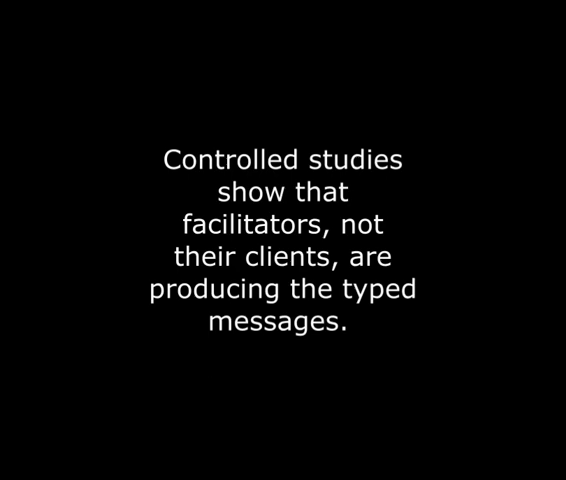 Controlled studies
show that
facilitators, not
their clients, are
producing the typed
messages.